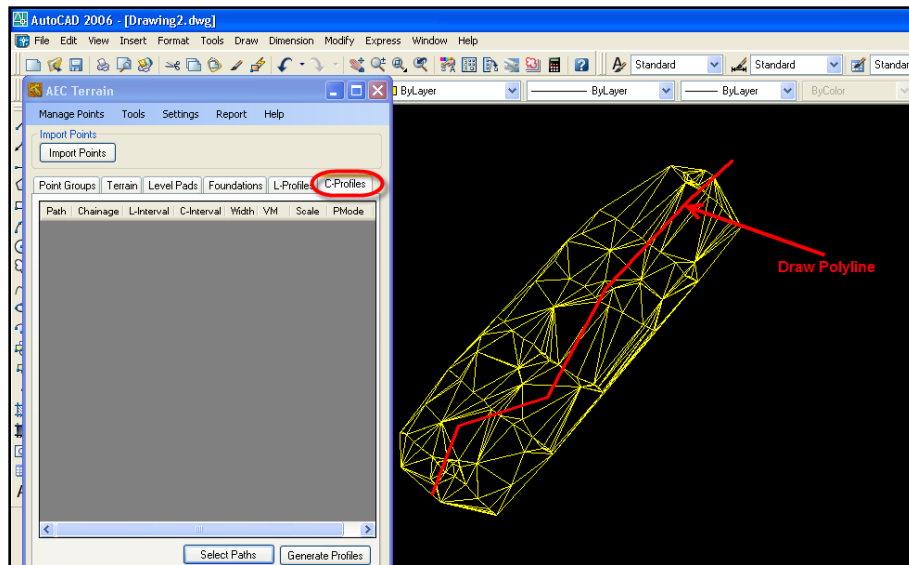 AutoCAD 2006 - [Drawing2.dwg]
File Edit View Insert Format Tools Draw Dimension Modify Express Window Help
Standard Standard Standar
AEC Terrain
ByLayer ByLayer ByLayer ByColor
Manage Points Tools Settings Report Help
Import Points
Import Points
Point Groups Terrain Level Pads Foundations L-Profiles C-Profiles
Path Chainage L-Interval C-Interval Width VM Scale PMode
Draw Polyline
Select Paths Generate Profiles